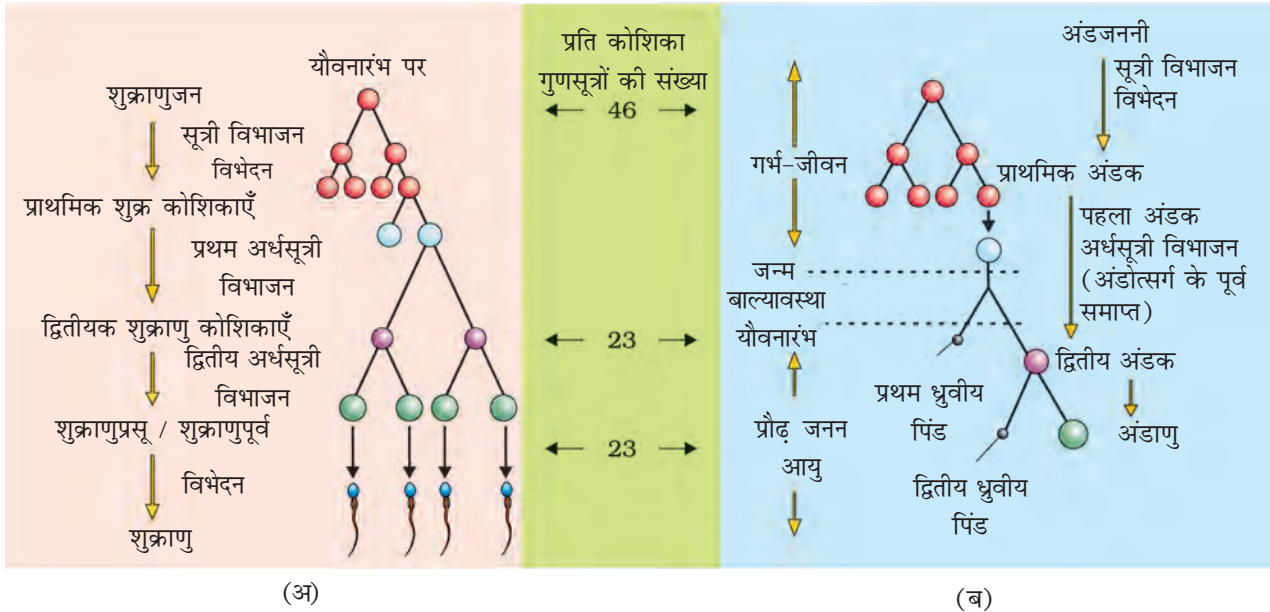 यौवनारंभ पर
शुक्राणुजन
सूत्री विभाजन
विभेदन
प्राथमिक शुक्र कोशिकाएँ
प्रथम अर्धसूत्री
विभाजन
द्वितीयक शुक्राणु कोशिकाएँ
द्वितीय अर्धसूत्री
विभाजन
शुक्राणुप्रसू / शुक्राणुपूर्व
विभेदन
शुक्राणु
(अ)
प्रति कोशिका
गुणसूत्रों की संख्या
46
23
23
गर्भ-जीवन
जन्म
बाल्यावस्था
यौवनारंभ
प्रौढ़ जनन
आयु
प्रथम ध्रुवीय
पिंड
द्वितीय ध्रुवीय
पिंड
अंडजननी
सूत्री विभाजन
विभेदन
प्राथमिक अंडक
पहला अंडक
अर्धसूत्री विभाजन
(अंडोत्सर्ग के पूर्व
समाप्त)
द्वितीय अंडक
अंडाणु
(ब)